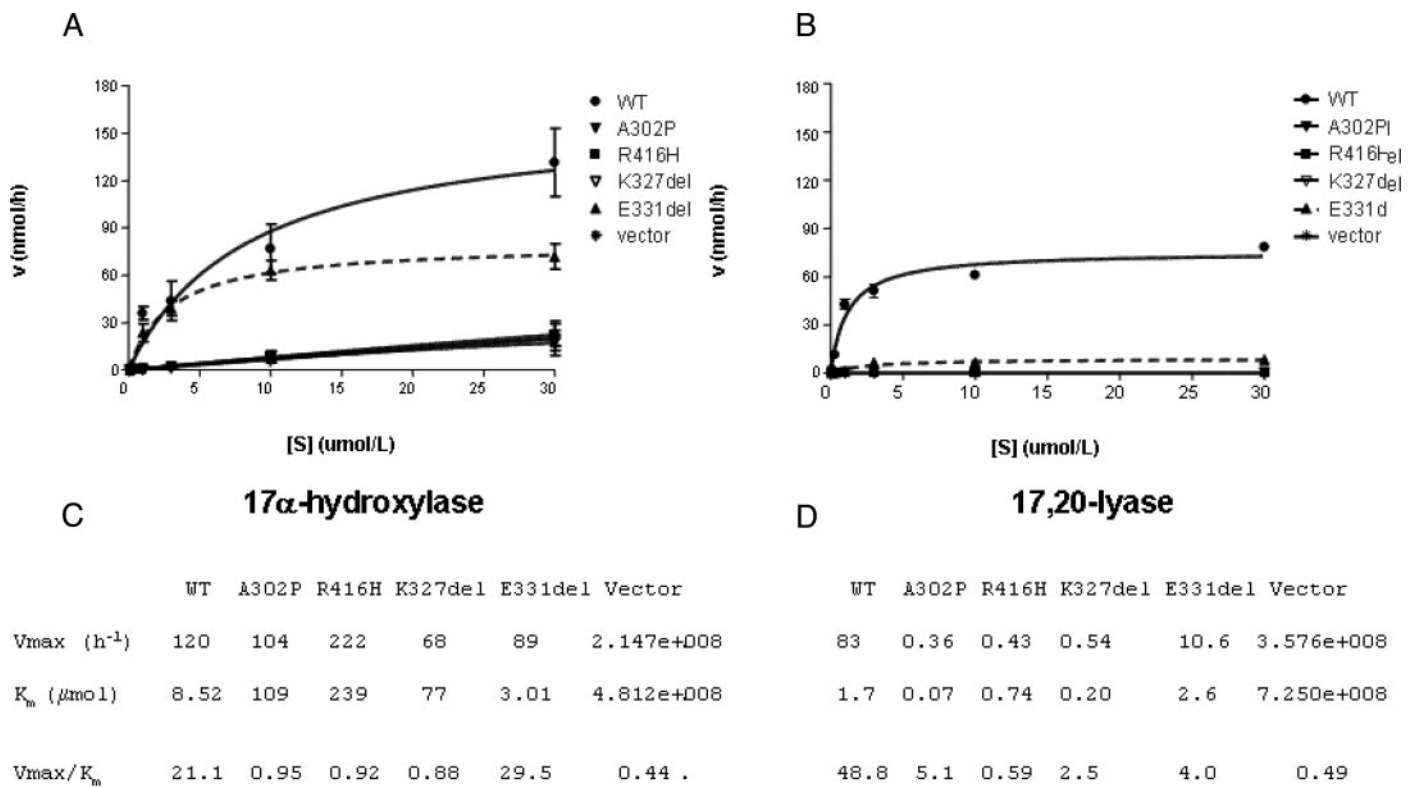 A
180
150
120
90
60
30
0
v (nmol/h)
0 5 10 15 20 25 30
[S] (umol/L)
WT
A302P
R416H
K327del
E331del
vector
17α-hydroxylase
B
180
150
120
90
60
30
0
v (nmol/h)
0 5 10 15 20 25 30
[S] (umol/L)
WT
A302Pl
R416Hel
K327del
E331d
vector
17,20-lyase
C
WT A302P R416H K327del E331del Vector
Vmax (h⁻¹) 120 104 222 68 89 2.147e+008
Kₘ (μmol) 8.52 109 239 77 3.01 4.812e+008
Vmax/Kₘ 21.1 0.95 0.92 0.88 29.5 0.44 .
D
WT A302P R416H K327del E331del Vector
83 0.36 0.43 0.54 10.6 3.576e+008
1.7 0.07 0.74 0.20 2.6 7.250e+008
48.8 5.1 0.59 2.5 4.0 0.49